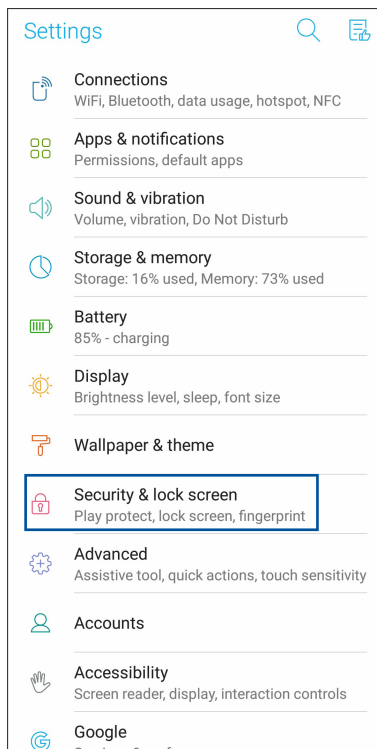 Settings
Connections
WiFi, Bluetooth, data usage, hotspot, NFC
Apps & notifications
Permissions, default apps
Sound & vibration
Volume, vibration, Do Not Disturb
Storage & memory
Storage: 16% used, Memory: 73% used
Battery
85% - charging
Display
Brightness level, sleep, font size
Wallpaper & theme
Security & lock screen
Play protect, lock screen, fingerprint
Advanced
Assistive tool, quick actions, touch sensitivity
Accounts
Accessibility
Screen reader, display, interaction controls
Google